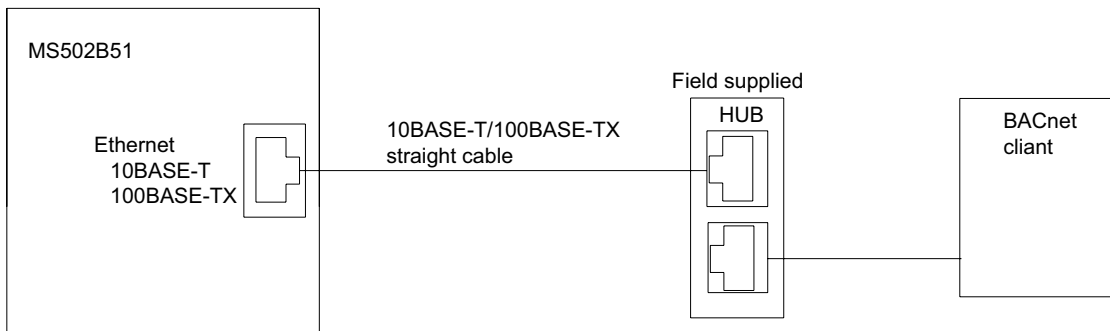 MS502B51
Ethernet
10BASE-T
100BASE-TX
10BASE-T/100BASE-TX
straight cable
Field supplied
HUB
BACnet
cliant